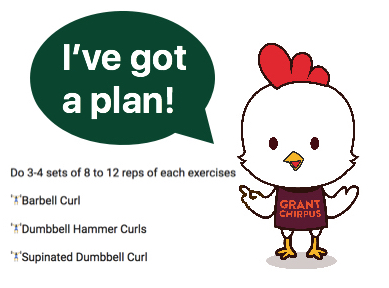 I've got
a plan!
Do 3-4 sets of 8 to 12 reps of each exercises
🏋Barbell Curl
🏋Dumbbell Hammer Curls
🏋Supinated Dumbbell Curl
GRANT
CHIRPUS